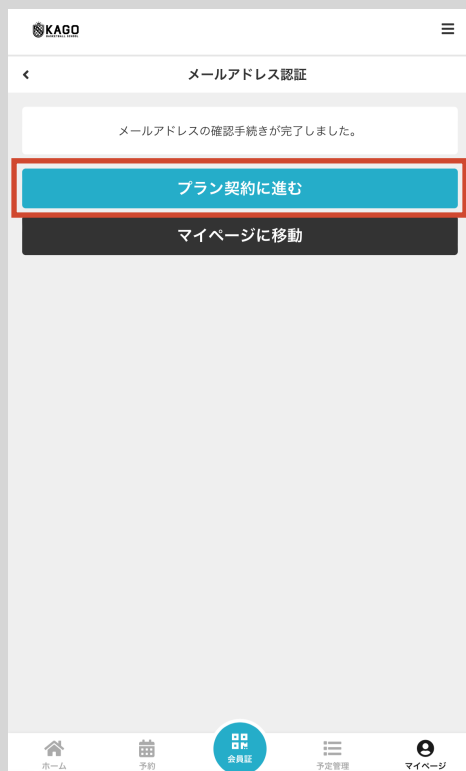 KAGO
BASKETBALL SCHOOL
メールアドレス認証
メールアドレスの確認手続きが完了しました。
プラン契約に進む
マイページに移動
ホーム
予約
会員証
予定管理
マイページ